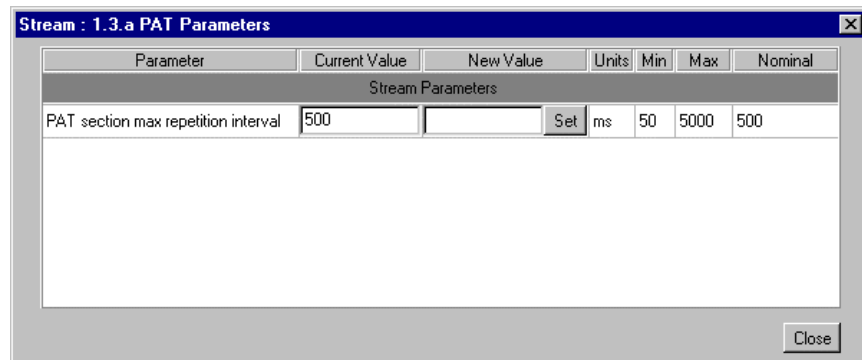 Stream : 1.3.a PAT Parameters
Parameter Current Value New Value Units Min Max Nominal
Stream Parameters
PAT section max repetition interval 500 Set ms 50 5000 500
Close